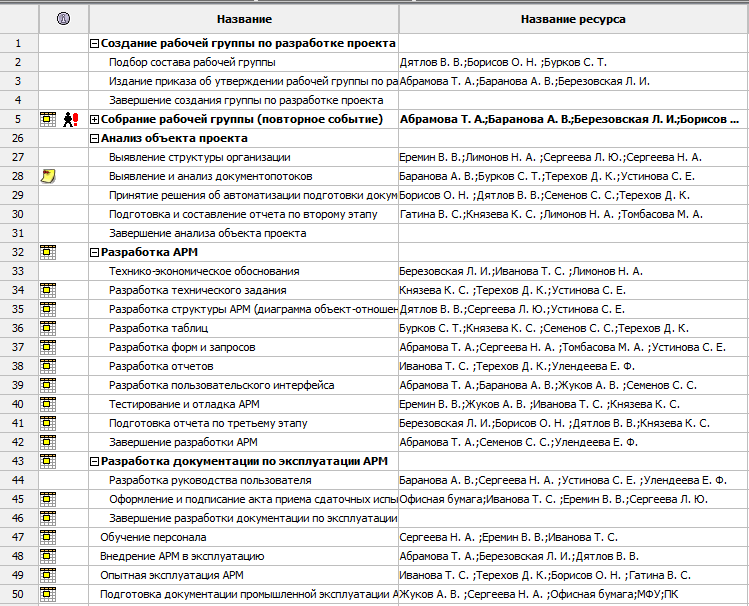 Название Название ресурса
1 Создание рабочей группы по разработке проекта
2 Подбор состава рабочей группы Дятлов В. В.;Борисов О. Н. ;Бурков С. Т.
3 Издание приказа об утверждении рабочей группы по ра Абрамова Т. А.;Баранова А. В.;Березовская Л. И.
4 Завершение создания группы по разработке проекта
5 Собрание рабочей группы (повторное событие) Абрамова Т. А.;Баранова А. В.;Березовская Л. И.;Борисов ...
26 Анализ объекта проекта
27 Выявление структуры организации Еремин В. В.;Лимонов Н. А. ;Сергеева Л. Ю.;Сергеева Н. А.
28 Выявление и анализ документопотоков Баранова А. В.;Бурков С. Т.;Терехов Д. К.;Устинова С. Е.
29 Принятие решения об автоматизации подготовки докум Борисов О. Н. ;Дятлов В. В.;Семенов С. С.;Терехов Д. К.
30 Подготовка и составление отчета по второму этапу Гатина В. С.;Князева К. С. ;Лимонов Н. А. ;Томбасова М. А.
31 Завершение анализа объекта проекта
32 Разработка АРМ
33 Технико-экономическое обоснования Березовская Л. И.;Иванова Т. С. ;Лимонов Н. А.
34 Разработка технического задания Князева К. С. ;Терехов Д. К.;Устинова С. Е.
35 Разработка структуры АРМ (диаграмма объект-отношен Дятлов В. В.;Сергеева Л. Ю.;Устинова С. Е.
36 Разработка таблиц Бурков С. Т.;Князева К. С. ;Семенов С. С.;Терехов Д. К.
37 Разработка форм и запросов Абрамова Т. А.;Сергеева Н. А. ;Томбасова М. А. ;Устинова С. Е.
38 Разработка отчетов Иванова Т. С. ;Терехов Д. К.;Улендеева Е. Ф.
39 Разработка пользовательского интерфейса Абрамова Т. А.;Баранова А. В.;Жуков А. В. ;Семенов С. С.
40 Тестирование и отладка АРМ Еремин В. В.;Жуков А. В. ;Иванова Т. С. ;Князева К. С.
41 Подготовка отчета по третьему этапу Березовская Л. И.;Борисов О. Н. ;Дятлов В. В.;Князева К. С.
42 Завершение разработки АРМ Абрамова Т. А.;Семенов С. С.;Улендеева Е. Ф.
43 Разработка документации по эксплуатации АРМ
44 Разработка руководства пользователя Баранова А. В.;Сергеева Н. А. ;Устинова С. Е. ;Улендеева Е. Ф.
45 Оформление и подписание акта приема сдаточных испы Офисная бумага;Иванова Т. С. ;Еремин В. В.;Сергеева Л. Ю.
46 Завершение разработки документации по эксплуатации
47 Обучение персонала Сергеева Н. А. ;Еремин В. В.;Иванова Т. С.
48 Внедрение АРМ в эксплуатацию Абрамова Т. А.;Березовская Л. И.;Дятлов В. В.
49 Опытная эксплуатация АРМ Иванова Т. С. ;Терехов Д. К.;Борисов О. Н. ;Гатина В. С.
50 Подготовка документации промышленной эксплуатации А Жуков А. В. ;Сергеева Н. А. ;Офисная бумага;МФУ;ПК